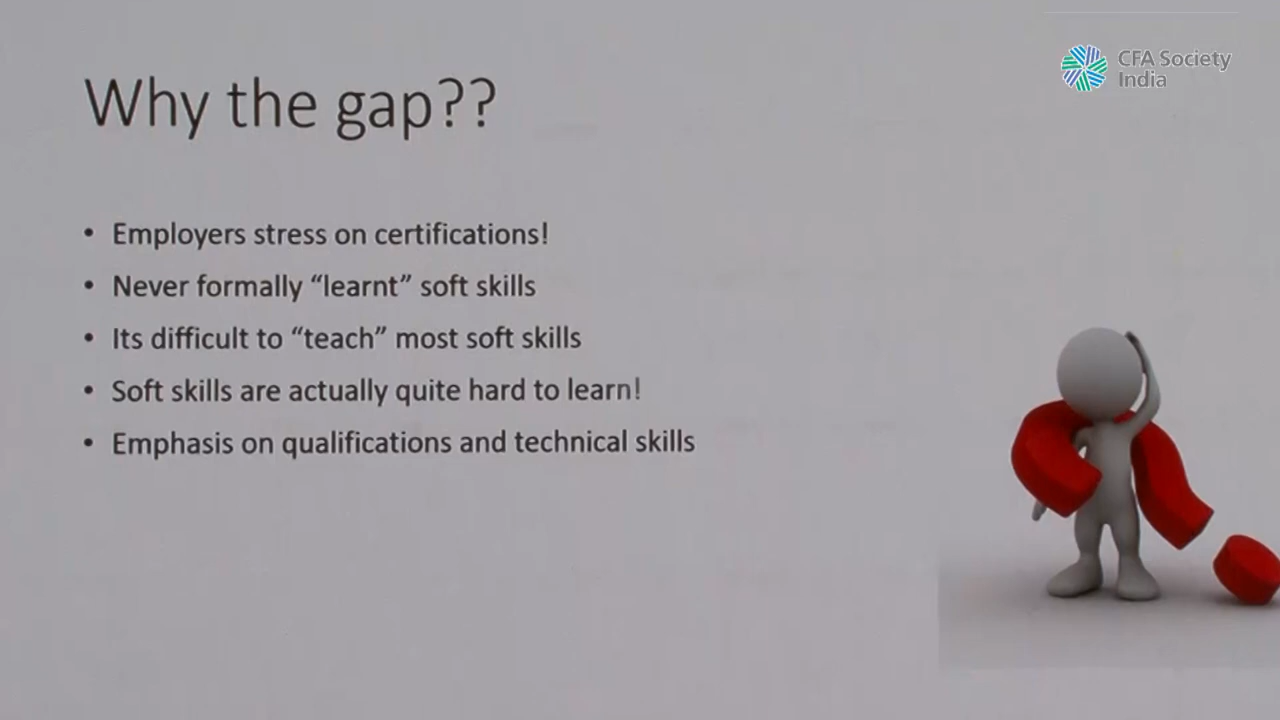 CFA Society
India
Why the gap??
• Employers stress on certifications!
• Never formally “learnt” soft skills
• Its difficult to “teach” most soft skills
• Soft skills are actually quite hard to learn!
• Emphasis on qualifications and technical skills